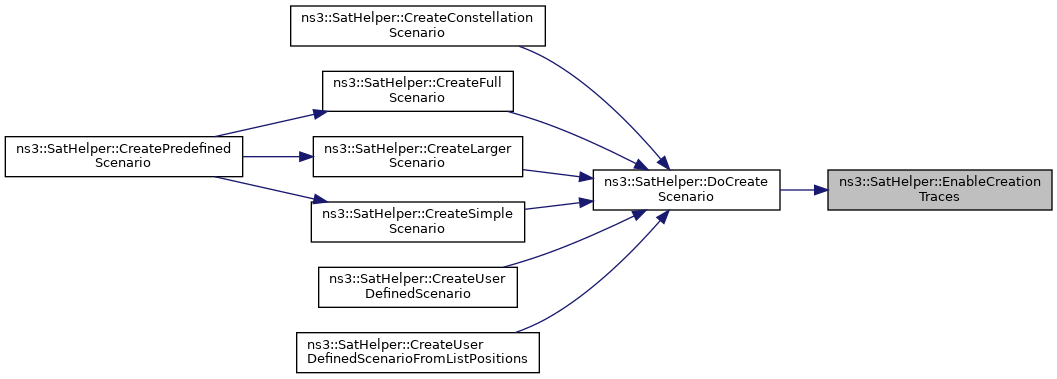 ns3::SatHelper::CreateConstellation
Scenario
ns3::SatHelper::CreateFull
Scenario
ns3::SatHelper::CreatePredefined
Scenario
ns3::SatHelper::CreateLarger
Scenario
ns3::SatHelper::CreateSimple
Scenario
ns3::SatHelper::CreateUser
DefinedScenario
ns3::SatHelper::CreateUser
DefinedScenarioFromListPositions
ns3::SatHelper::DoCreate
Scenario
ns3::SatHelper::EnableCreation
Traces